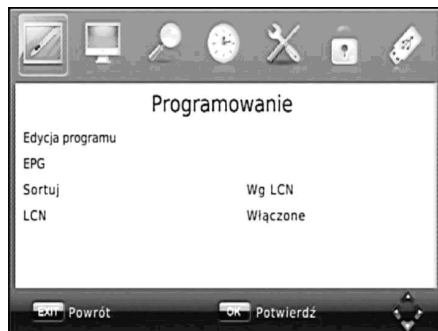 Programowanie
Edycja programu
EPG
Sortuj Wg LCN
LCN Włączone
EXIT Powrót OK Potwierdź